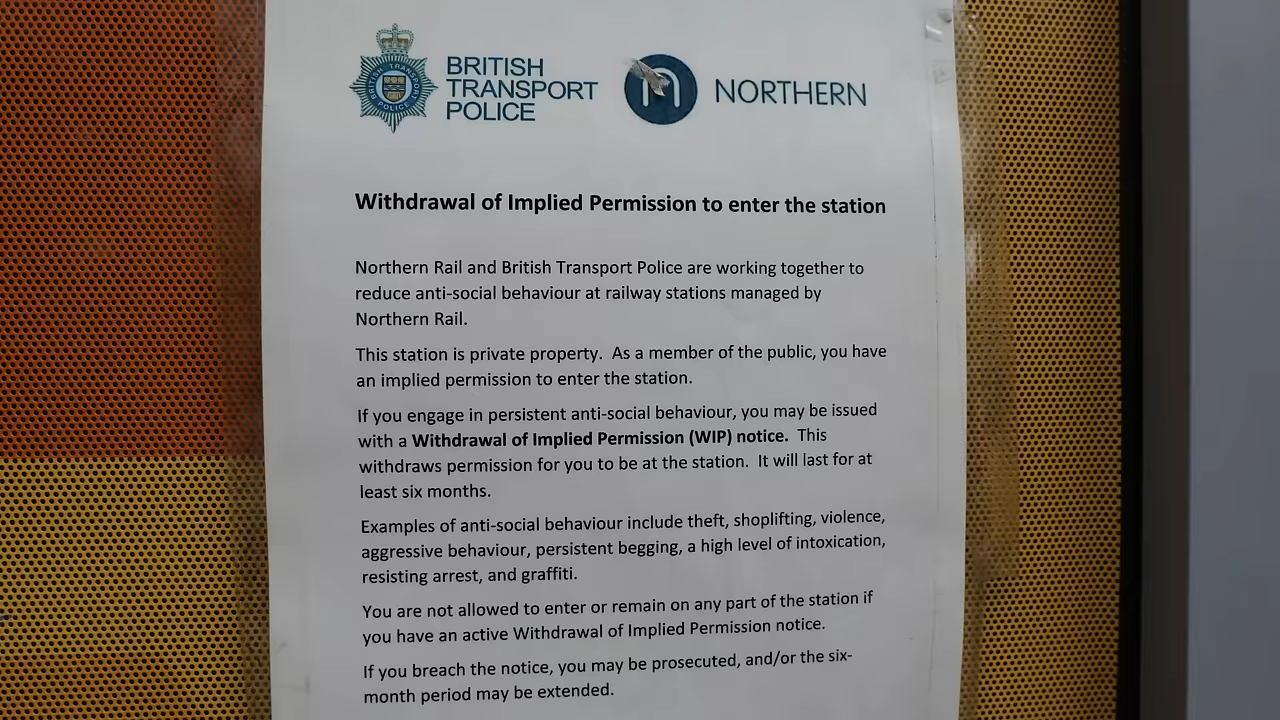 BRITISH
TRANSPORT
POLICE
BRITISH TRANSPORT POLICE
n NORTHERN
Withdrawal of Implied Permission to enter the station
Northern Rail and British Transport Police are working together to
reduce anti-social behaviour at railway stations managed by
Northern Rail.
This station is private property.  As a member of the public, you have
an implied permission to enter the station.
If you engage in persistent anti-social behaviour, you may be issued
with a Withdrawal of Implied Permission (WIP) notice.  This
withdraws permission for you to be at the station.  It will last for at
least six months.
Examples of anti-social behaviour include theft, shoplifting, violence,
aggressive behaviour, persistent begging, a high level of intoxication,
resisting arrest, and graffiti.
You are not allowed to enter or remain on any part of the station if
you have an active Withdrawal of Implied Permission notice.
If you breach the notice, you may be prosecuted, and/or the six-
month period may be extended.